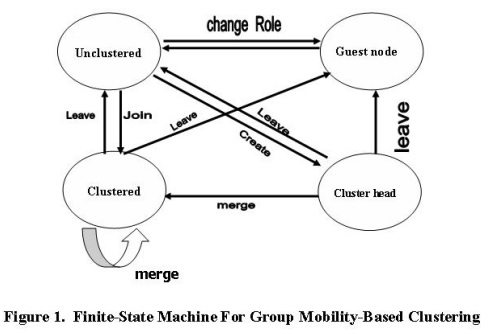 change Role
Unclustered
Guest node
Leave
Join
Leave
Leave
Create
leave
Clustered
Cluster head
merge
merge
Figure 1. Finite-State Machine For Group Mobility-Based Clustering